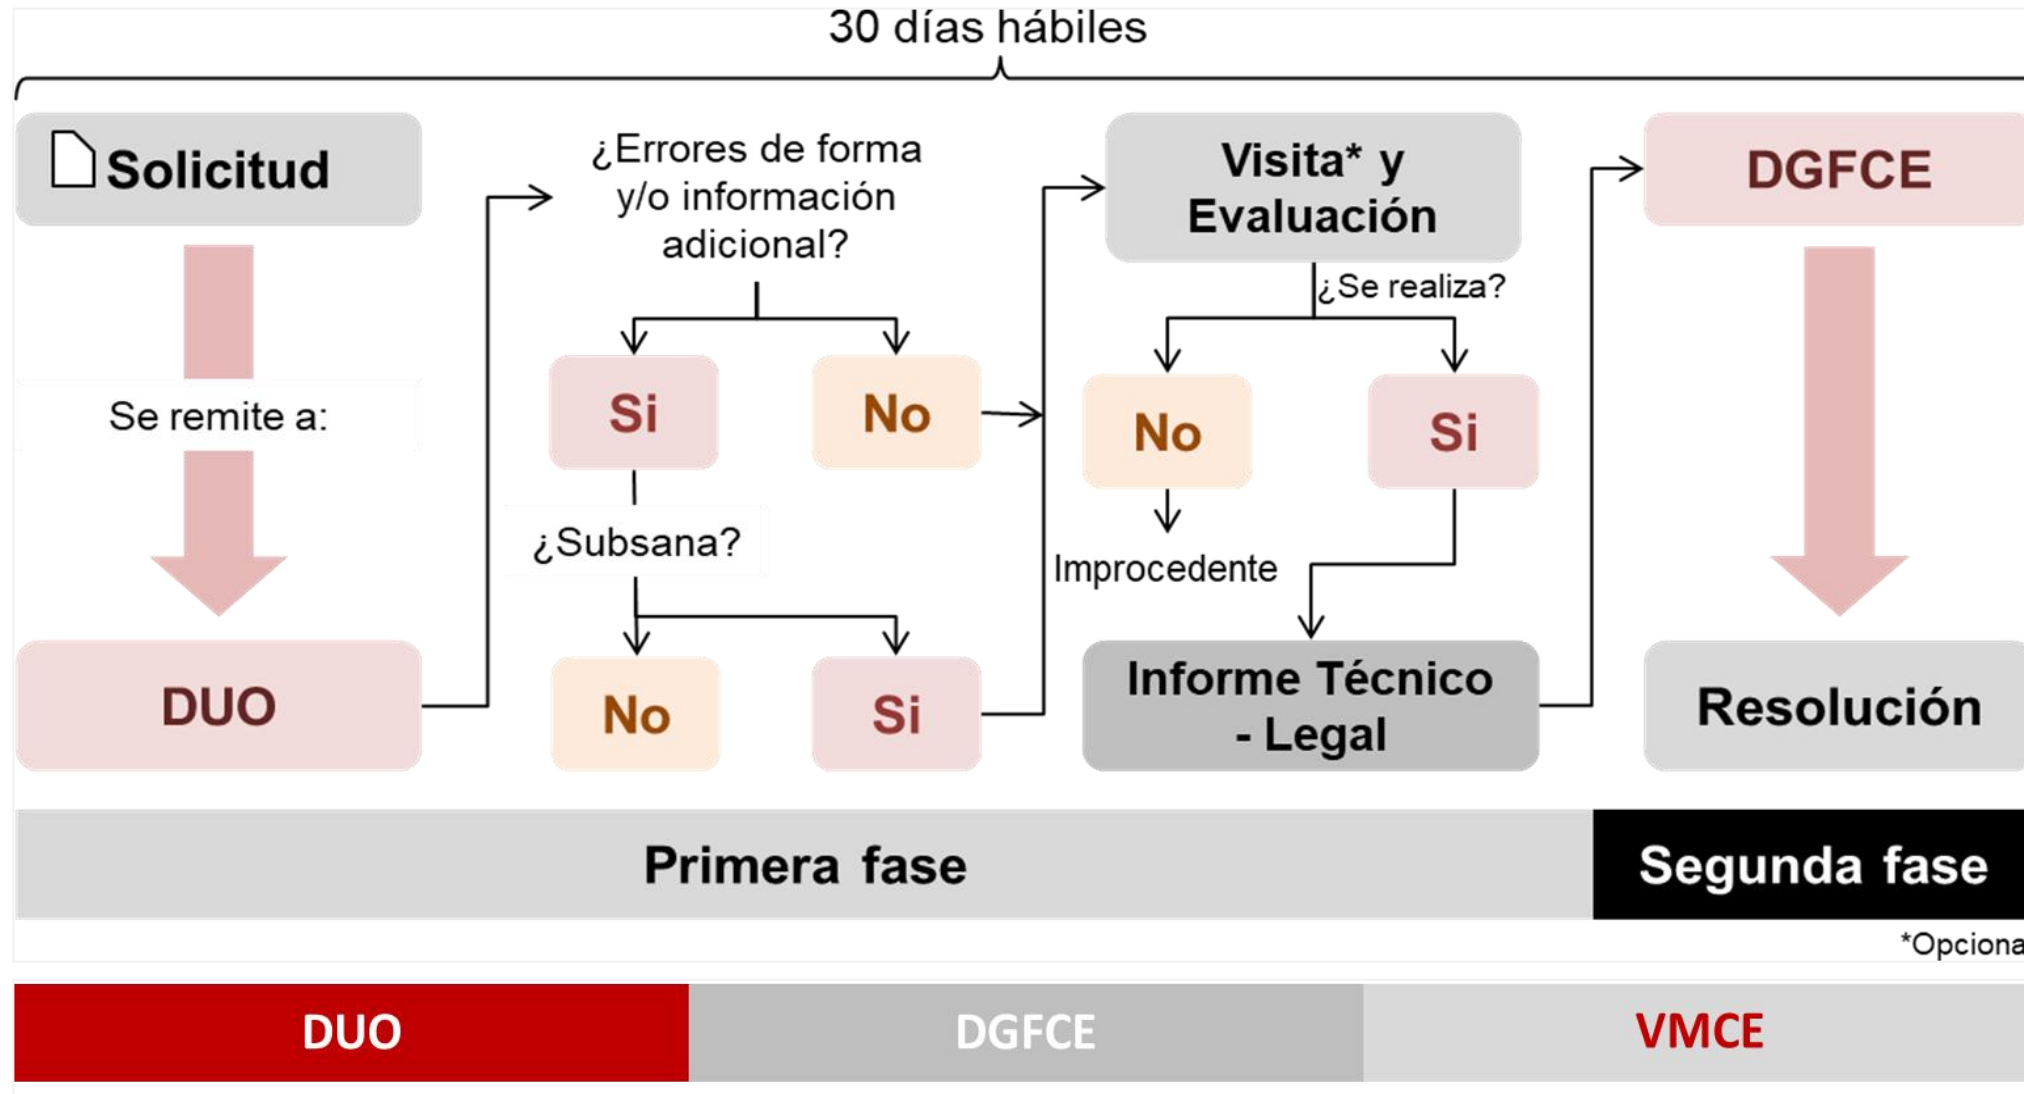 30 días hábiles
Solicitud
Se remite a:
DUO
¿Errores de forma
y/o información
adicional?
Si
No
¿Subsana?
No
Si
Visita* y
Evaluación
¿Se realiza?
No
Si
Improcedente
Informe Técnico
- Legal
DGFCE
Resolución
Primera fase
Segunda fase
*Opciona
DUO
DGFCE
VMCE